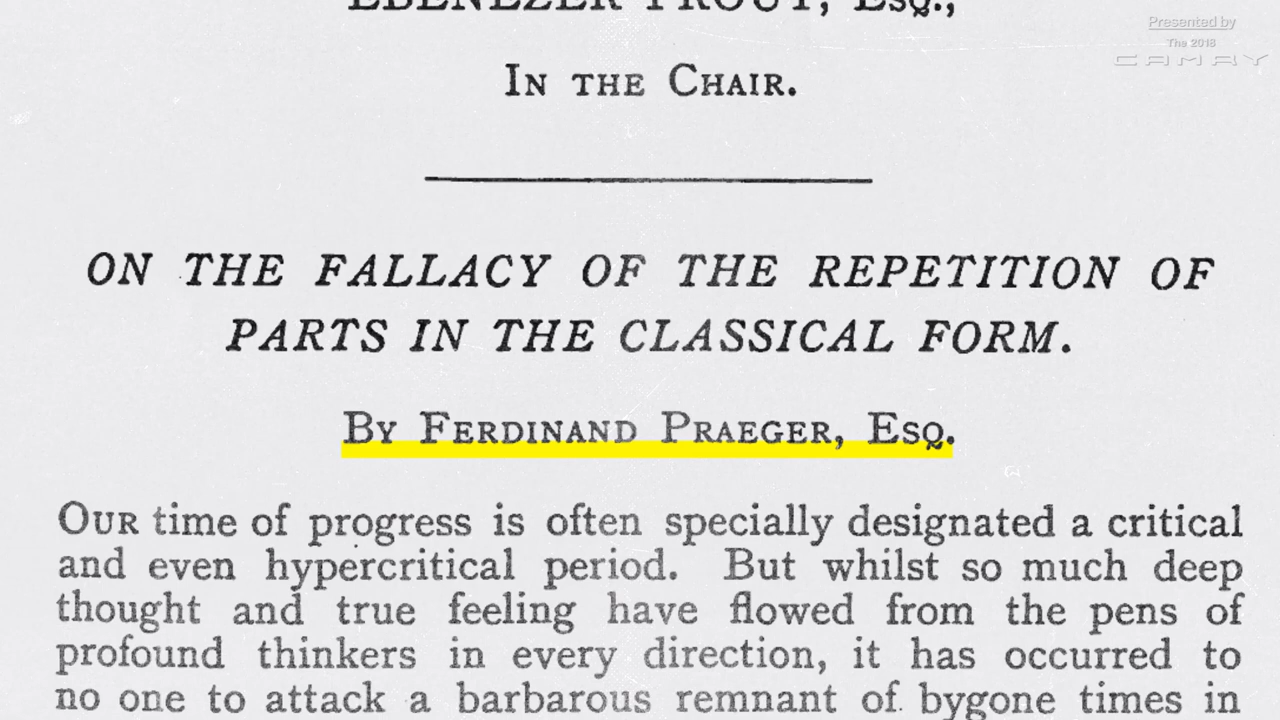 EBENEZER PROUT, Esq.,
Presented by
The 2018
CAMRY
In the Chair.
ON THE FALLACY OF THE REPETITION OF
PARTS IN THE CLASSICAL FORM.
By Ferdinand Praeger, Esq.
Our time of progress is often specially designated a critical
and even hypercritical period. But whilst so much deep
thought and true feeling have flowed from the pens of
profound thinkers in every direction, it has occurred to
no one to attack a barbarous remnant of bygone times in